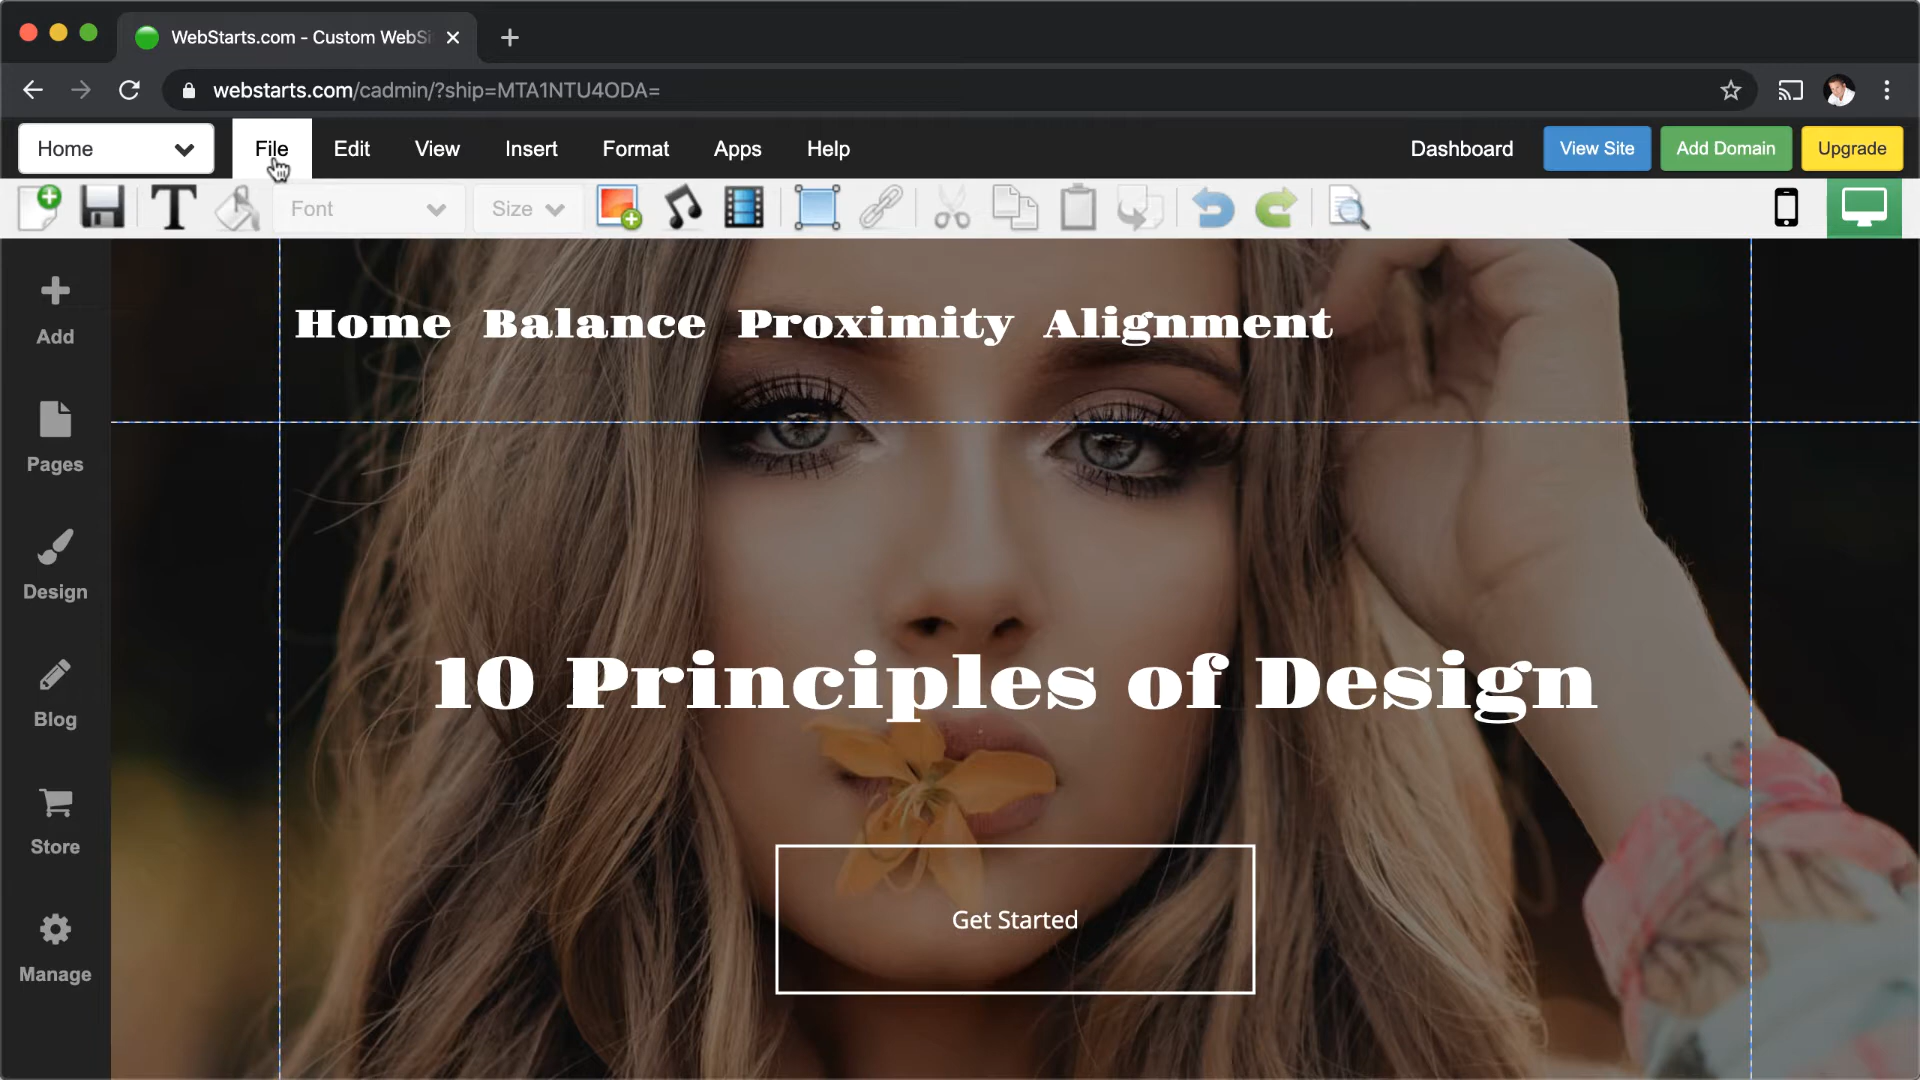 WebStarts.com - Custom WebSi
webstarts.com/cadmin/?ship=MTA1NTU4ODA=
Home File Edit View Insert Format Apps Help Dashboard View Site Add Domain Upgrade
T Font Size
Add
Pages
Design
Blog
Store
Manage
Home Balance Proximity Alignment
10 Principles of Design
Get Started